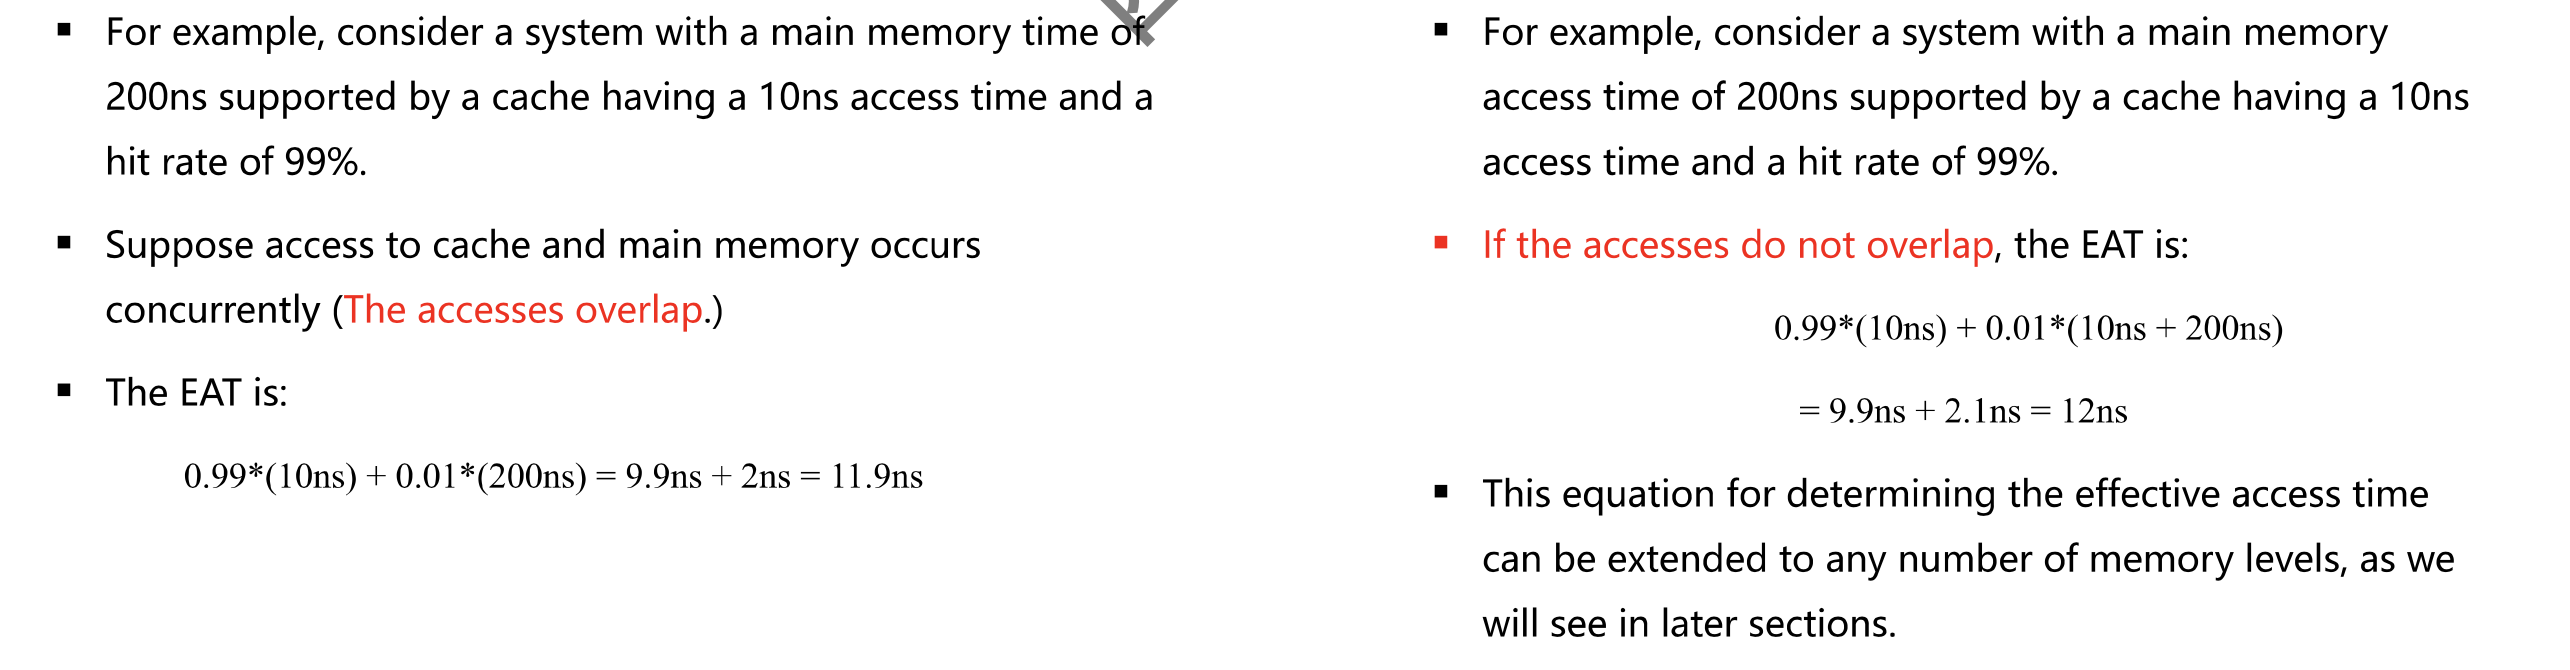 ▪ For example, consider a system with a main memory time of
200ns supported by a cache having a 10ns access time and a
hit rate of 99%.
▪ Suppose access to cache and main memory occurs
concurrently (The accesses overlap.)
▪ The EAT is:
0.99*(10ns) + 0.01*(200ns) = 9.9ns + 2ns = 11.9ns
▪ For example, consider a system with a main memory
access time of 200ns supported by a cache having a 10ns
access time and a hit rate of 99%.
▪ If the accesses do not overlap, the EAT is:
0.99*(10ns) + 0.01*(10ns + 200ns)
= 9.9ns + 2.1ns = 12ns
▪ This equation for determining the effective access time
can be extended to any number of memory levels, as we
will see in later sections.